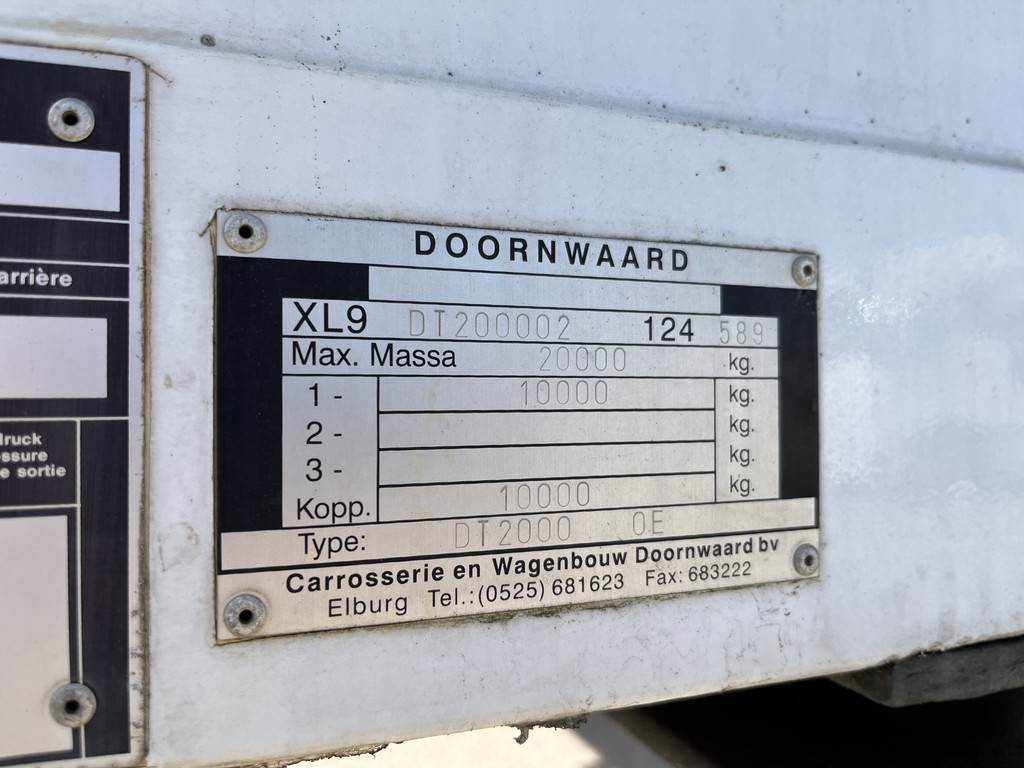 DOORNWAARD
XL9 DT200002 124 589
Max. Massa 20000 kg.
1 - 10000 kg.
2 - kg.
3 - kg.
Kopp. 10000 kg.
Type: DT2000 OE
Carrosserie en Wagenbouw Doornwaard bv
Elburg Tel.:(0525) 681623 Fax: 683222
arrière
druck
ssure
e sortie